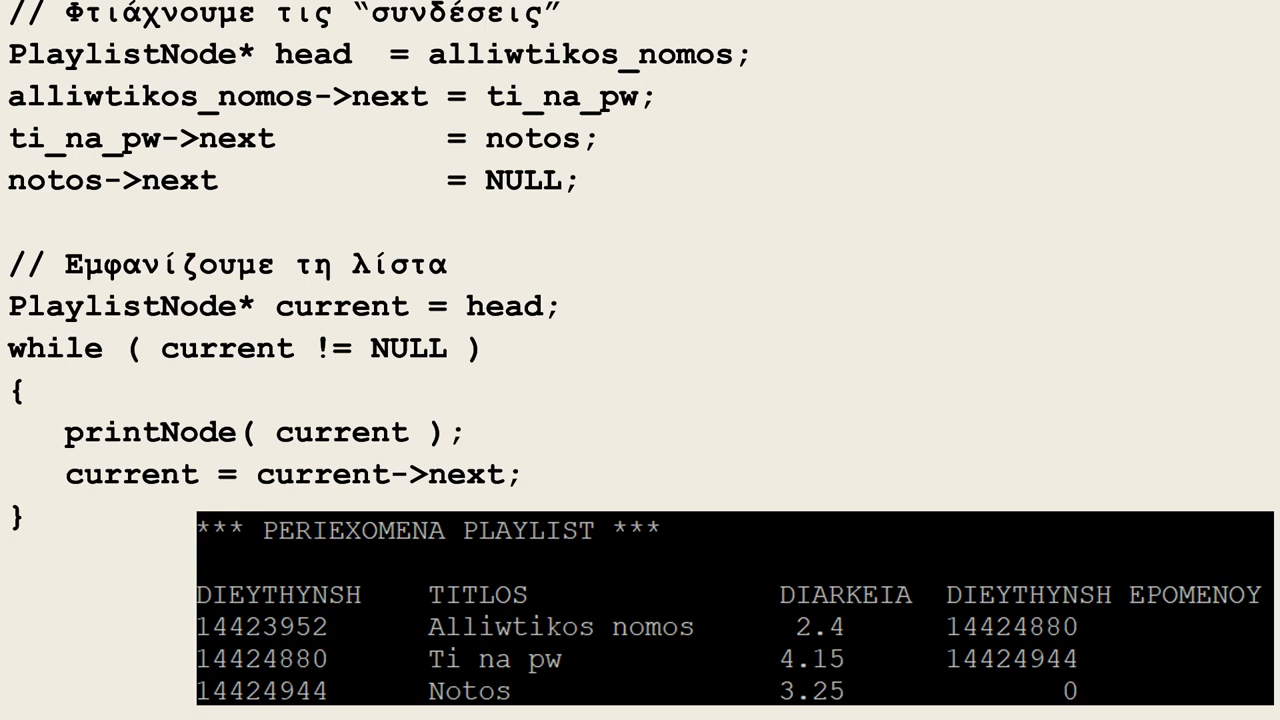 // Φτιάχνουμε τις “συνδέσεις”
PlaylistNode* head  = alliwtikos_nomos;
alliwtikos_nomos->next = ti_na_pw;
ti_na_pw->next         = notos;
notos->next            = NULL;
// Εμφανίζουμε τη λίστα
PlaylistNode* current = head;
while ( current != NULL )
{
   printNode( current );
   current = current->next;
}
*** PERIEXOMENA PLAYLIST ***
DIEYTHYNSH    TITLOS               DIARKEIA  DIEYTHYNSH EPOMENOY
14423952      Alliwtikos nomos      2.4      14424880
14424880      Ti na pw             4.15      14424944
14424944      Notos                3.25             0